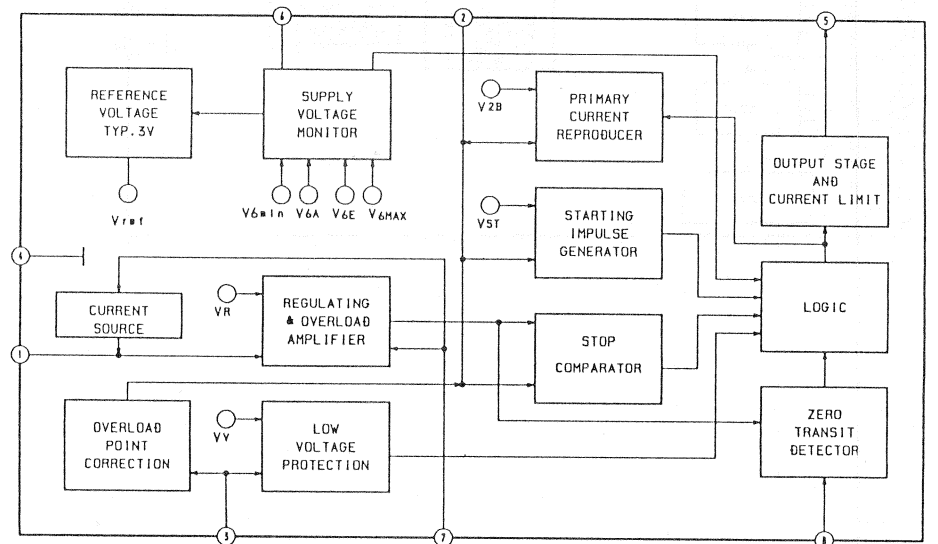 6
2
5
REFERENCE
VOLTAGE
TYP.3V
SUPPLY
VOLTAGE
MONITOR
V2B
PRIMARY
CURRENT
REPRODUCER
OUTPUT STAGE
AND
CURRENT LIMIT
Vref
V6min
V6A
V6E
V6MAX
VST
STARTING
IMPULSE
GENERATOR
4
CURRENT
SOURCE
VR
REGULATING
& OVERLOAD
AMPLIFIER
STOP
COMPARATOR
LOGIC
1
OVERLOAD
POINT
CORRECTION
VV
LOW
VOLTAGE
PROTECTION
ZERO
TRANSIT
DETECTOR
3
7
8